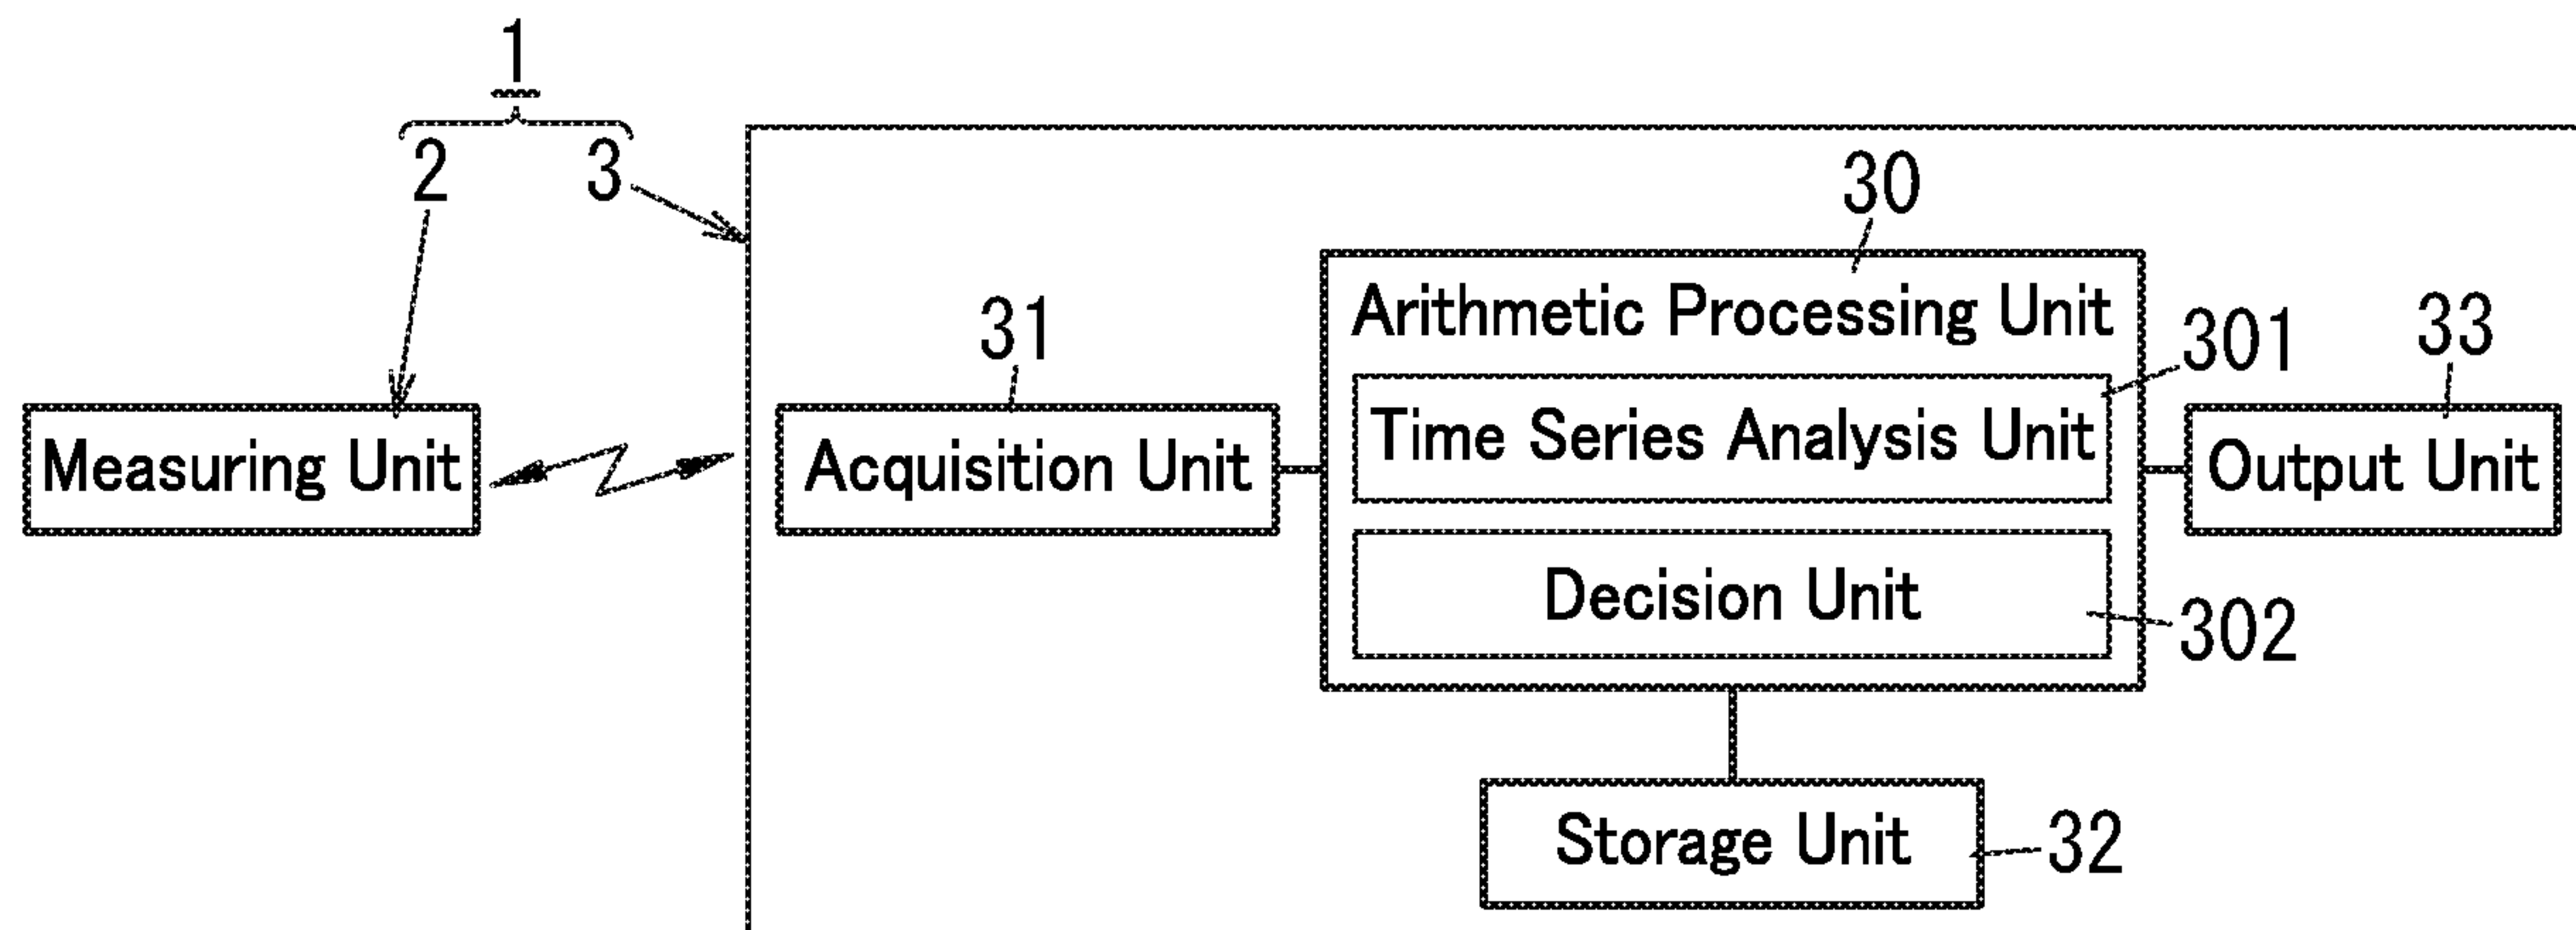 1
2 3
30
Arithmetic Processing Unit
31
301
33
Measuring Unit
Acquisition Unit
Time Series Analysis Unit
Output Unit
Decision Unit
302
Storage Unit
32